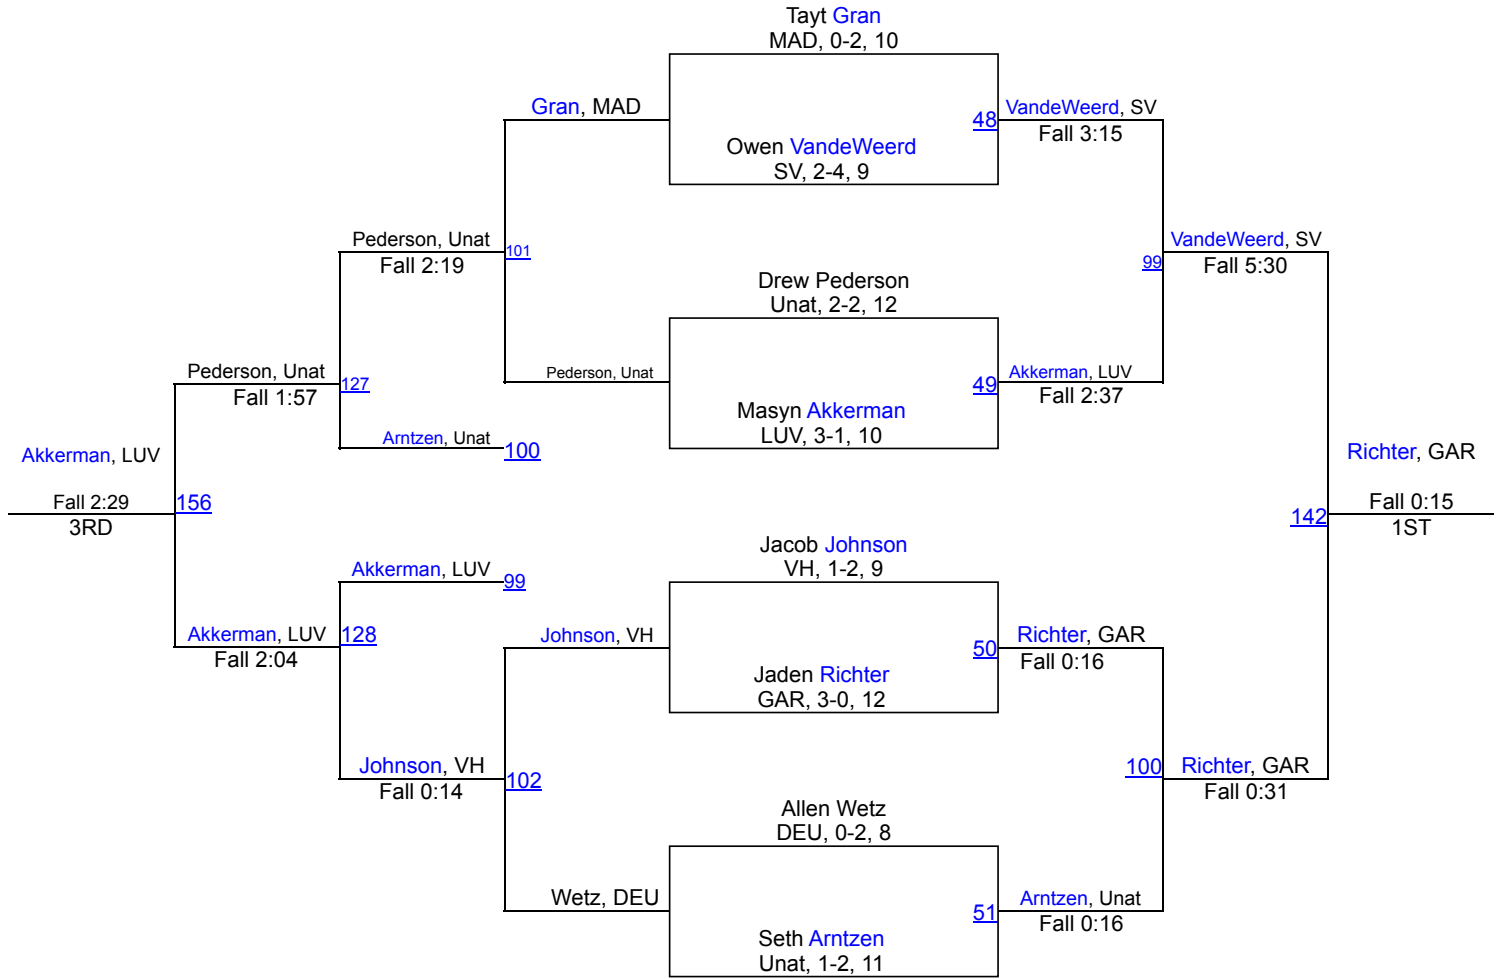 Tayt Gran
MAD, 0-2, 10
Gran, MAD
48
VandeWeerd, SV
Fall 3:15
Owen VandeWeerd
SV, 2-4, 9
Pederson, Unat
Fall 2:19
101
99
VandeWeerd, SV
Fall 5:30
Drew Pederson
Unat, 2-2, 12
Pederson, Unat
Fall 1:57
127
Pederson, Unat
49
Akkerman, LUV
Fall 2:37
Masyn Akkerman
LUV, 3-1, 10
Arntzen, Unat
100
Akkerman, LUV
Fall 2:29
3RD
156
Richter, GAR
142
Fall 0:15
1ST
Jacob Johnson
VH, 1-2, 9
Akkerman, LUV
99
Akkerman, LUV
Fall 2:04
128
Johnson, VH
50
Richter, GAR
Fall 0:16
Jaden Richter
GAR, 3-0, 12
Johnson, VH
Fall 0:14
102
100
Richter, GAR
Fall 0:31
Allen Wetz
DEU, 0-2, 8
Wetz, DEU
51
Arntzen, Unat
Fall 0:16
Seth Arntzen
Unat, 1-2, 11